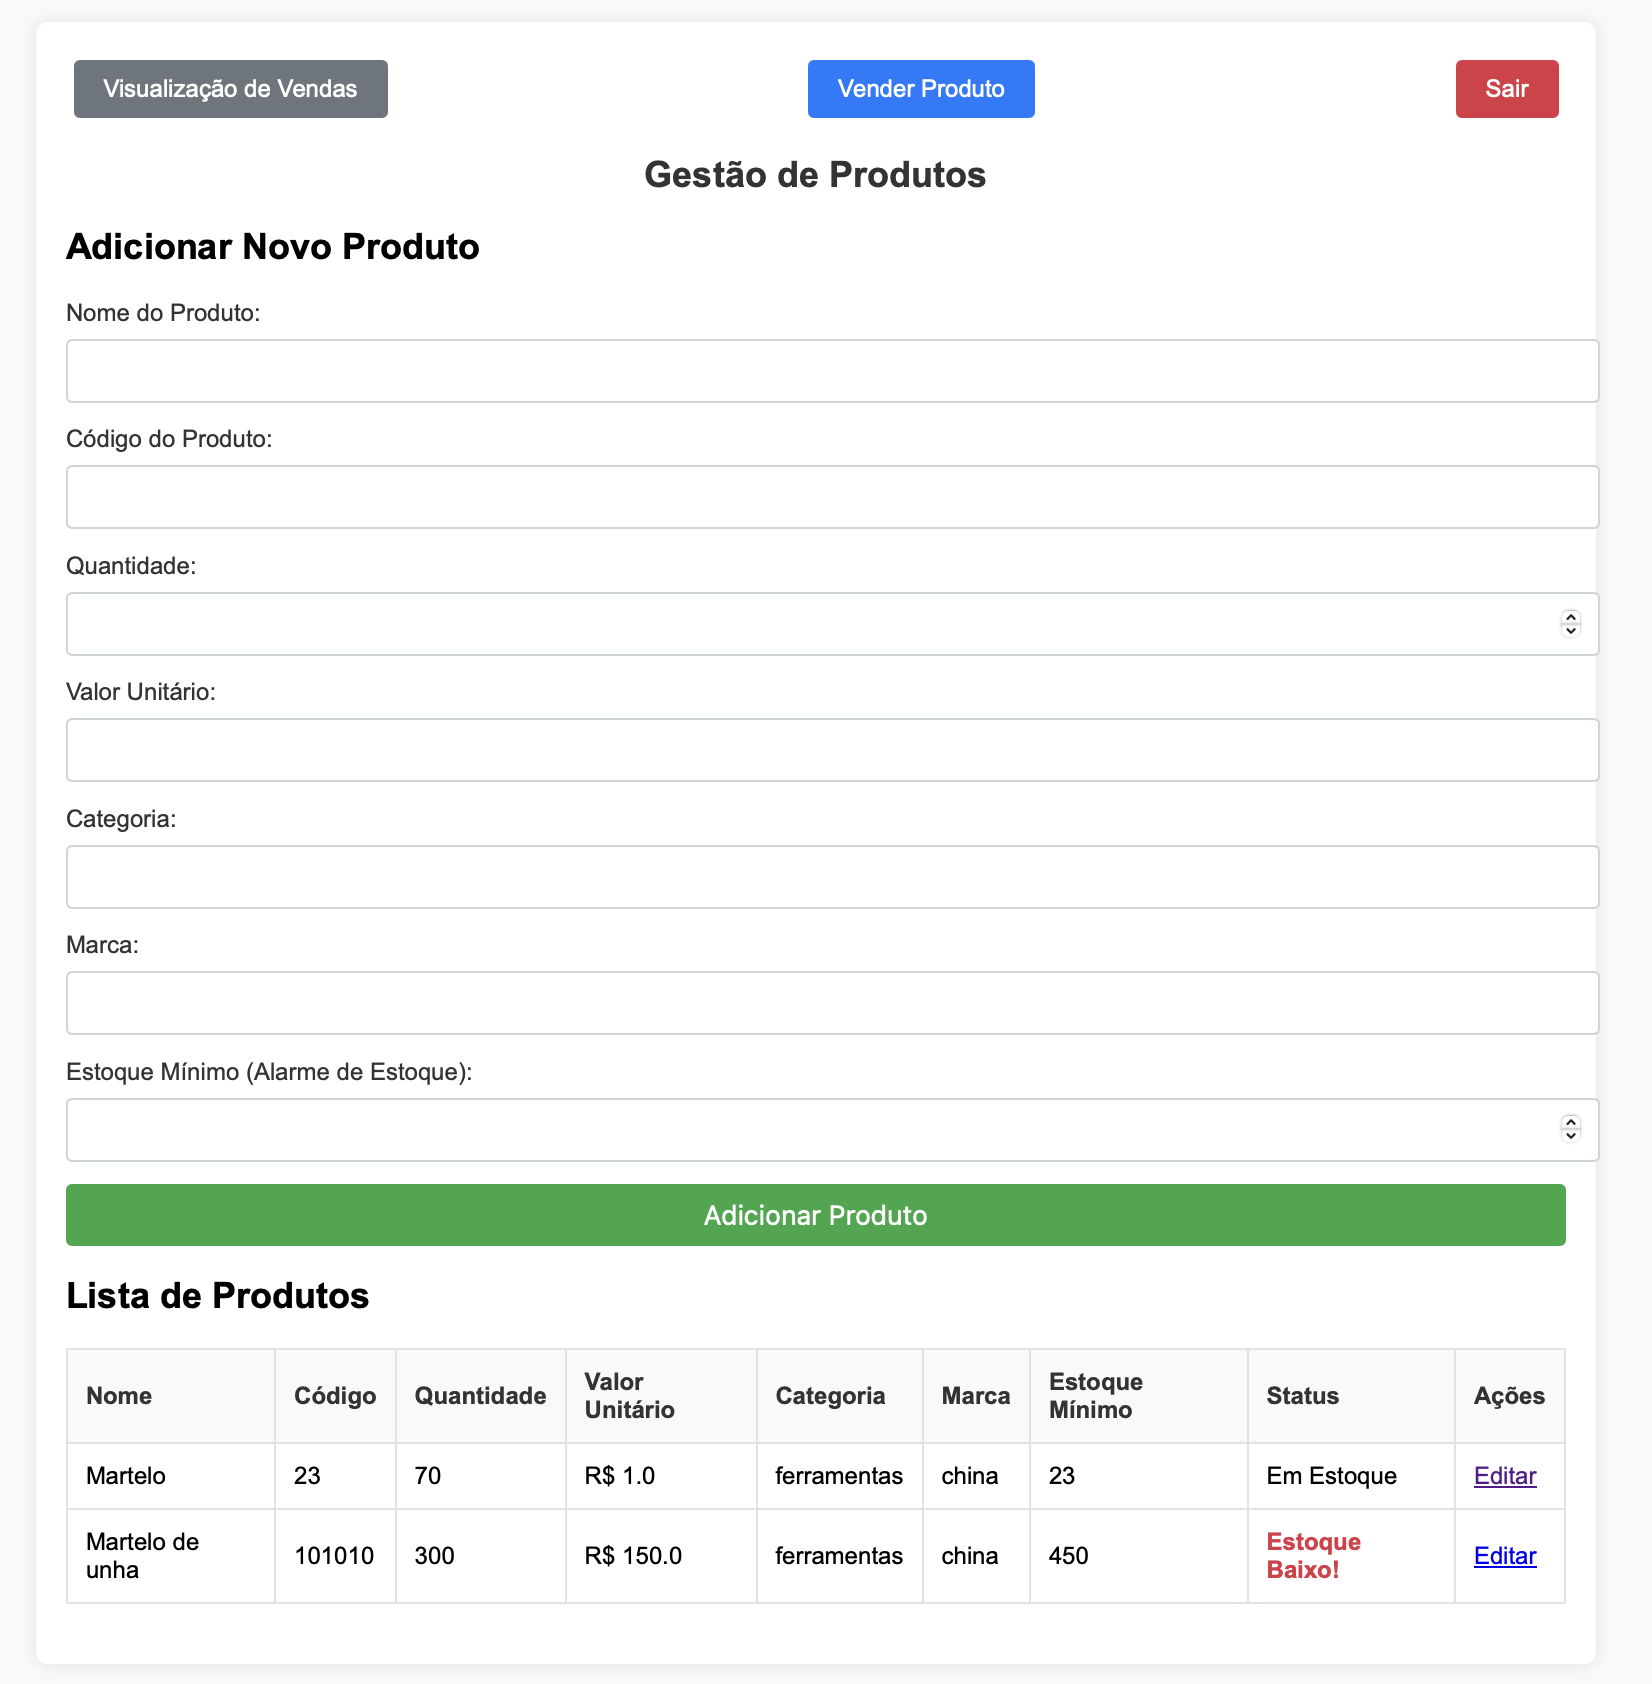 Visualização de Vendas
Vender Produto
Sair
Gestão de Produtos
Adicionar Novo Produto
Nome do Produto:
Código do Produto:
Quantidade:
Valor Unitário:
Categoria:
Marca:
Estoque Mínimo (Alarme de Estoque):
Adicionar Produto
Lista de Produtos
Nome Código Quantidade Valor Unitário Categoria Marca Estoque Mínimo Status Ações
Martelo 23 70 R$ 1.0 ferramentas china 23 Em Estoque Editar
Martelo de unha 101010 300 R$ 150.0 ferramentas china 450 Estoque Baixo! Editar